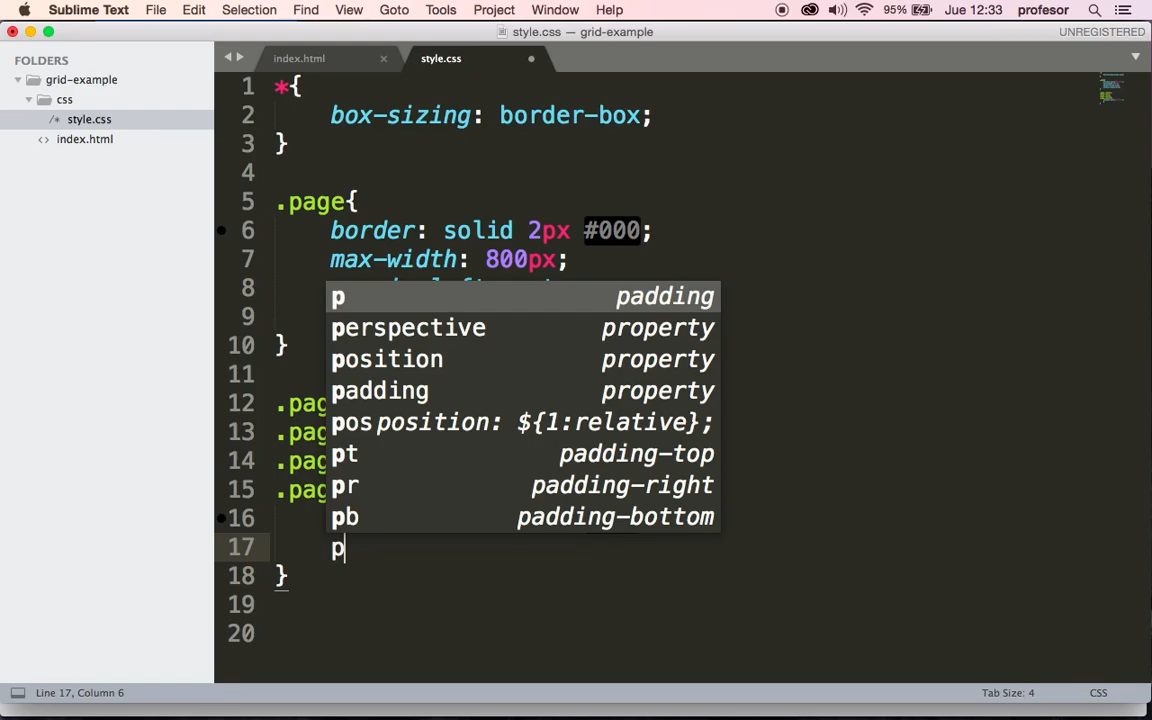 Sublime Text File Edit Selection Find View Goto Tools Project Window Help 95% Jue 12:33 profesor
style.css — grid-example UNREGISTERED
FOLDERS
grid-example
css
/* style.css
<> index.html
index.html × style.css
1 *{
2 box-sizing: border-box;
3 }
4
5 .page{
6 border: solid 2px #000;
7 max-width: 800px;
8
9
10 }
11
12 .pag
13 .pag
14 .pag
15 .pag
16
17 p
18 }
19
20
p padding
perspective property
position property
padding property
pos position: ${1:relative};
pt padding-top
pr padding-right
pb padding-bottom
Line 17, Column 6 Tab Size: 4 CSS